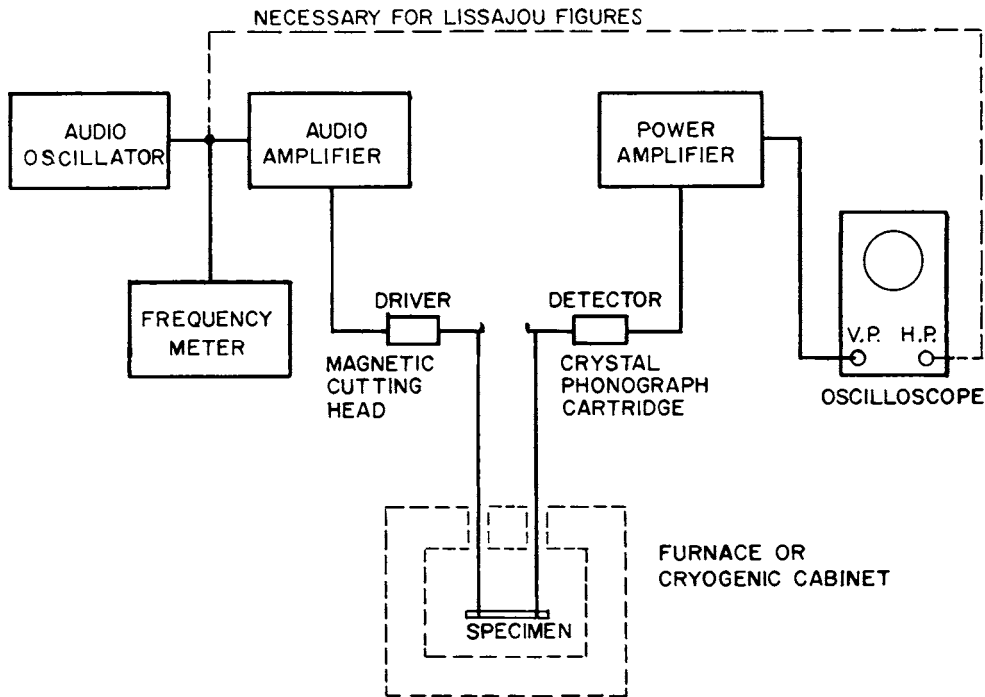 NECESSARY FOR LISSAJOU FIGURES
AUDIO
OSCILLATOR
AUDIO
AMPLIFIER
POWER
AMPLIFIER
FREQUENCY
METER
DRIVER
MAGNETIC
CUTTING
HEAD
DETECTOR
CRYSTAL
PHONOGRAPH
CARTRIDGE
V.P. H.P.
OSCILLOSCOPE
FURNACE OR
CRYOGENIC CABINET
SPECIMEN